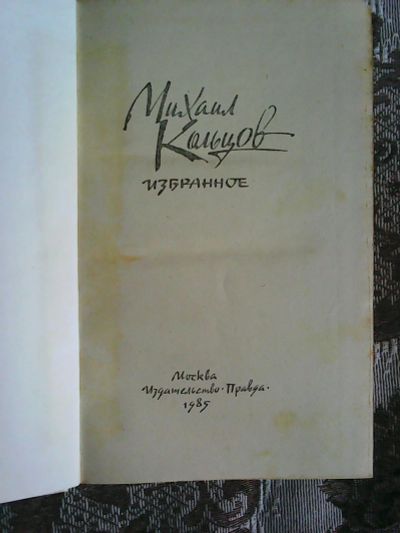 Михаил
Кольцов
ИЗБРАННОЕ
Москва
Издательство·Правда·
1985